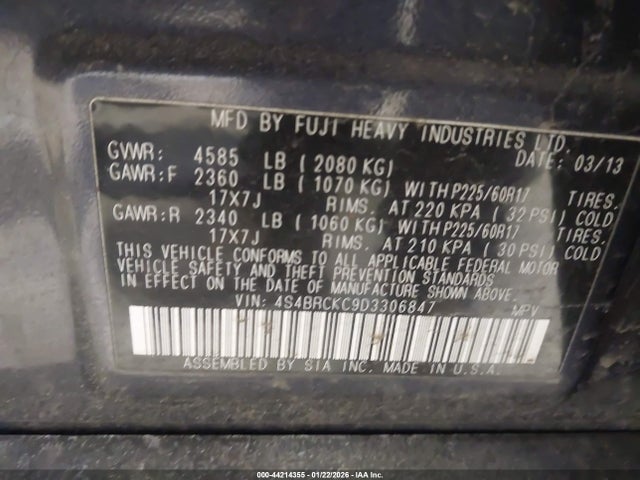 MFD BY FUJI HEAVY INDUSTRIES LTD.
GVWR: 4585 LB (2080 KG) DATE: 03/13
GAWR:F 2360 LB (1070 KG) WITH P225/60R17 TIRES.
17X7J RIMS. AT 220 KPA (32 PSI) COLD
GAWR:R 2340 LB (1060 KG) WITH P225/60R17 TIRES.
17X7J RIMS. AT 210 KPA (30 PSI) COLD
THIS VEHICLE CONFORMS TO ALL APPLICABLE FEDERAL MOTOR
VEHICLE SAFETY AND THEFT PREVENTION STANDARDS
IN EFFECT ON THE DATE OF MANUFACTURE SHOWN ABOVE.
VIN: 4S4BRCKC9D3306847 MPV
ASSEMBLED BY SIA INC. MADE IN U.S.A.
000-44214355 - 01/22/2026 - IAA Inc.